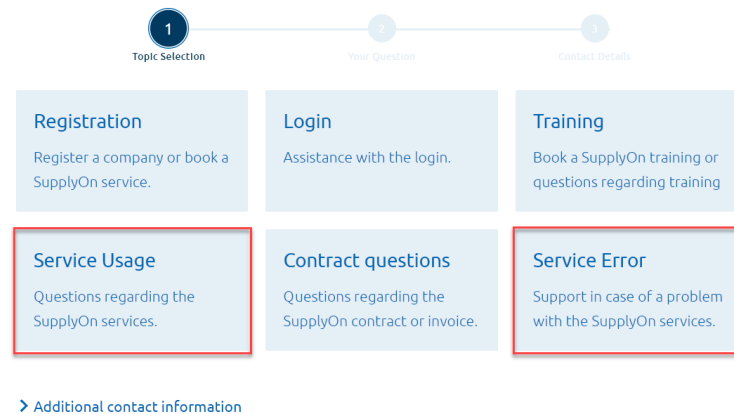 1
2
3
Topic Selection
Your Question
Contact Details
Registration
Register a company or book a
SupplyOn service.
Login
Assistance with the login.
Training
Book a SupplyOn training or
questions regarding training
Service Usage
Questions regarding the
SupplyOn services.
Contract questions
Questions regarding the
SupplyOn contract or invoice.
Service Error
Support in case of a problem
with the SupplyOn services.
Additional contact information